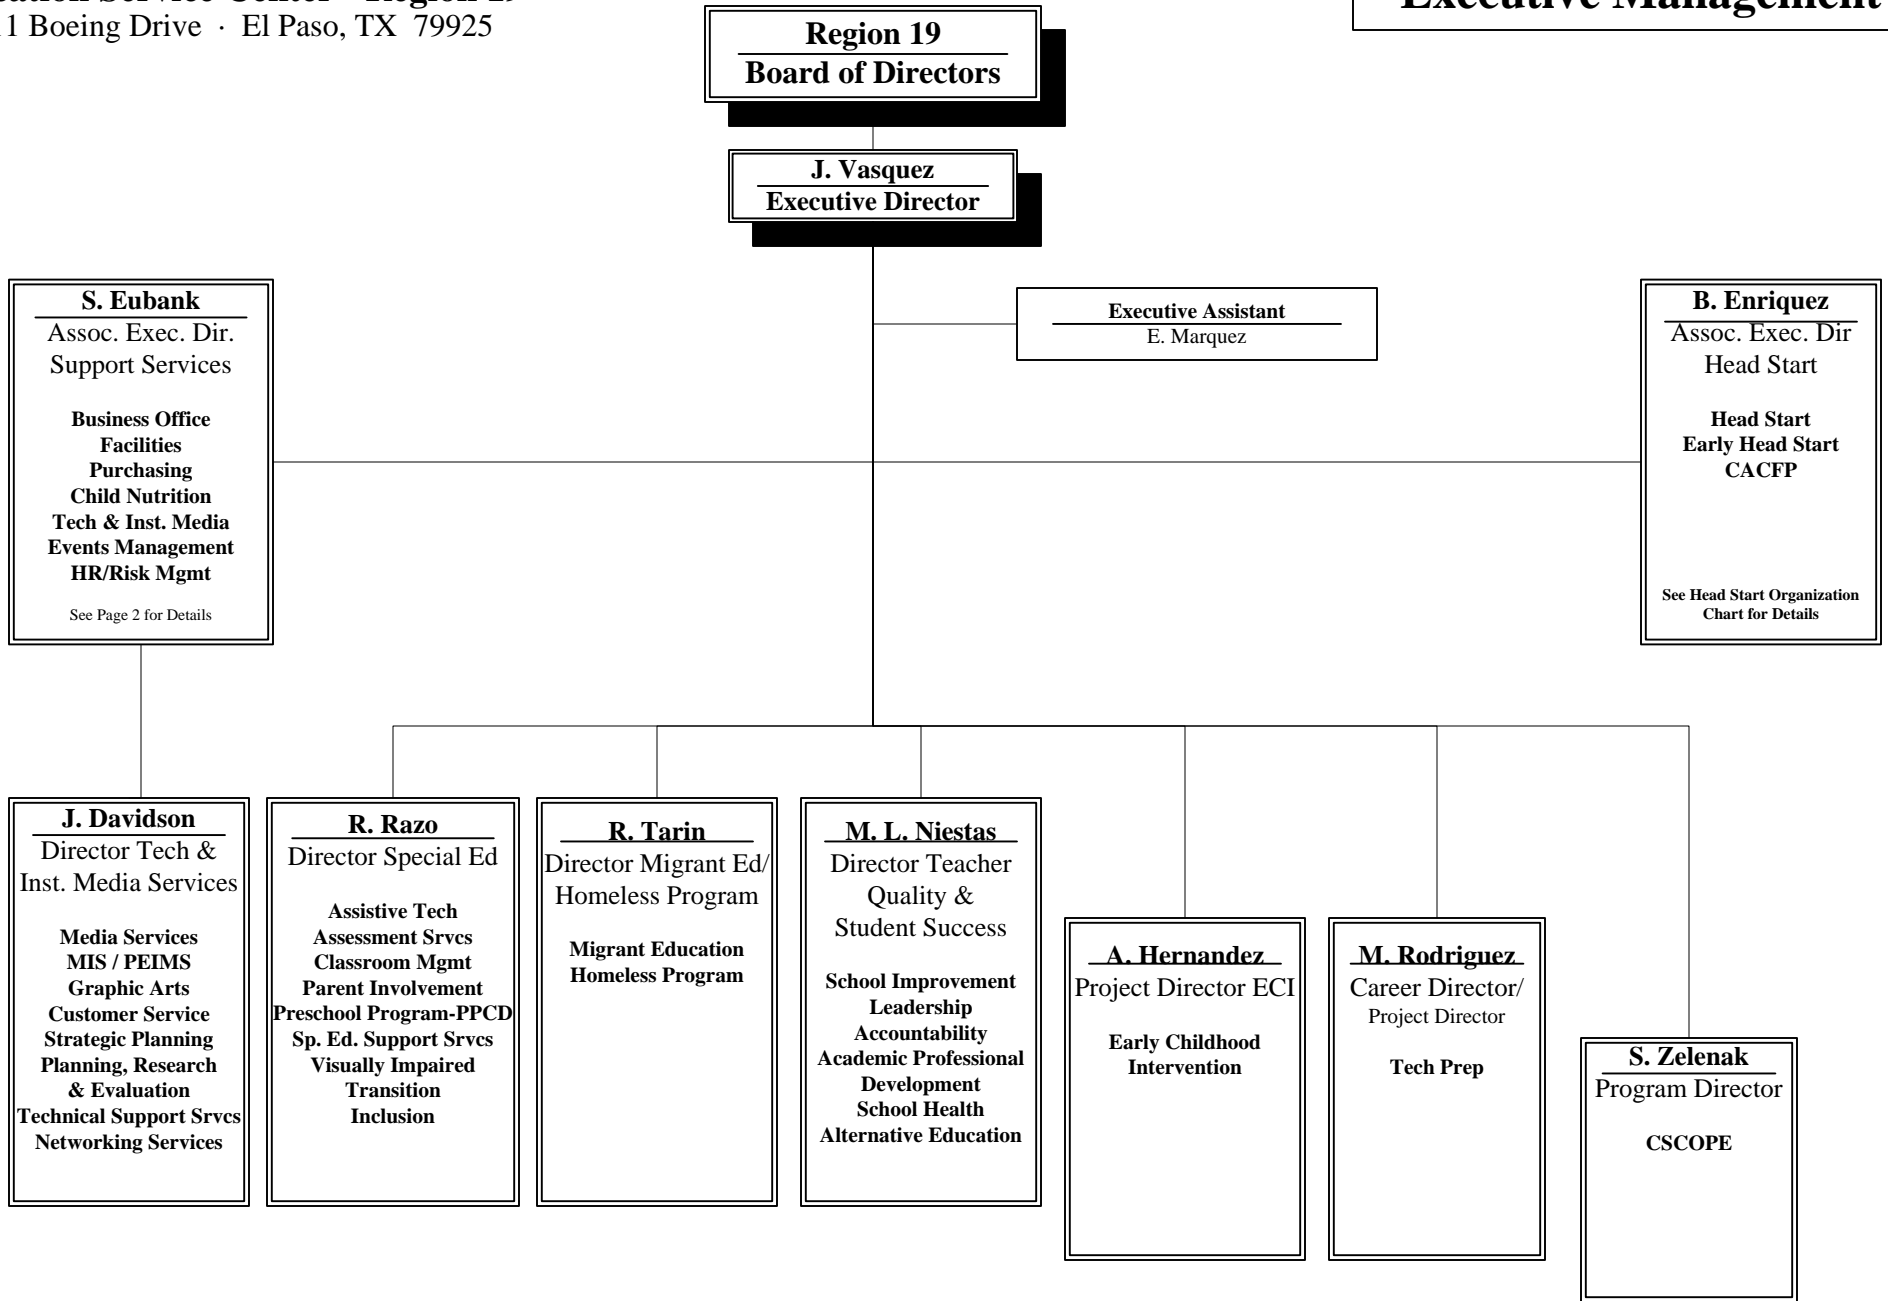 11 Boeing Drive · El Paso, TX 79925
Executive Management
Region 19
Board of Directors
J. Vasquez
Executive Director
Executive Assistant
E. Marquez
S. Eubank
Assoc. Exec. Dir.
Support Services
Business Office
Facilities
Purchasing
Child Nutrition
Tech & Inst. Media
Events Management
HR/Risk Mgmt
See Page 2 for Details
B. Enriquez
Assoc. Exec. Dir
Head Start
Head Start
Early Head Start
CACFP
See Head Start Organization
Chart for Details
J. Davidson
Director Tech &
Inst. Media Services
Media Services
MIS / PEIMS
Graphic Arts
Customer Service
Strategic Planning
Planning, Research
& Evaluation
Technical Support Srvcs
Networking Services
R. Razo
Director Special Ed
Assistive Tech
Assessment Srvcs
Classroom Mgmt
Parent Involvement
Preschool Program-PPCD
Sp. Ed. Support Srvcs
Visually Impaired
Transition
Inclusion
R. Tarin
Director Migrant Ed/
Homeless Program
Migrant Education
Homeless Program
M. L. Niestas
Director Teacher
Quality &
Student Success
School Improvement
Leadership
Accountability
Academic Professional
Development
School Health
Alternative Education
A. Hernandez
Project Director ECI
Early Childhood
Intervention
M. Rodriguez
Career Director/
Project Director
Tech Prep
S. Zelenak
Program Director
CSCOPE